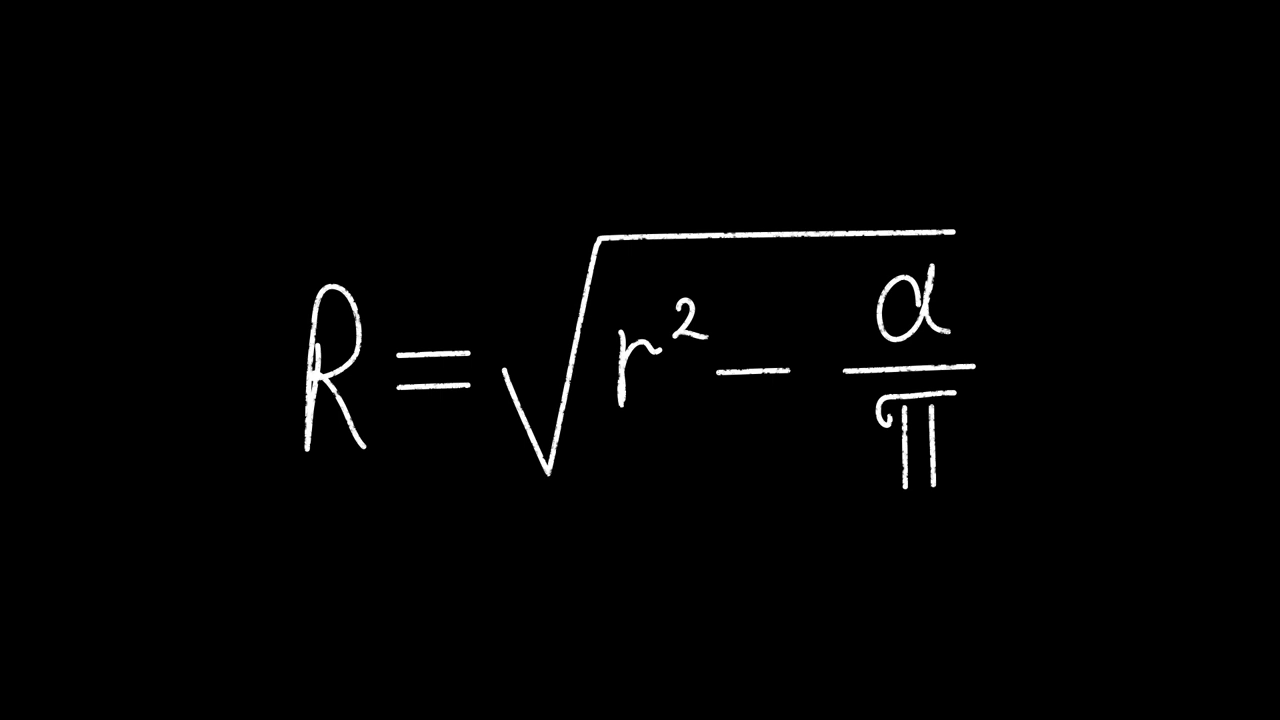 R = √(r² - a/π)